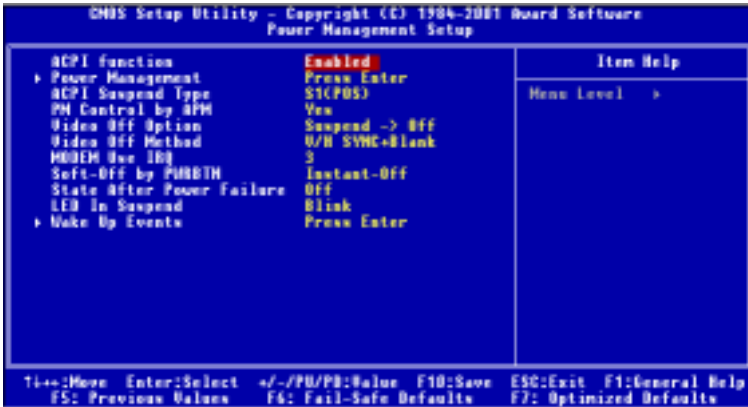 CMOS Setup Utility - Copyright (C) 1984-2001 Award Software
Power Management Setup
ACPI function Enabled
Item Help
▸ Power Management Press Enter
ACPI Suspend Type S1(POS)
Menu Level ▸
PM Control by APM Yes
Video Off Option Suspend -> Off
Video Off Method V/H SYNC+Blank
MODEM Use IRQ 3
Soft-Off by PWRBTN Instant-Off
State After Power Failure Off
LED In Suspend Blink
▸ Wake Up Events Press Enter
↑↓→←:Move Enter:Select +/-/PU/PD:Value F10:Save ESC:Exit F1:General Help
F5: Previous Values F6: Fail-Safe Defaults F7: Optimized Defaults